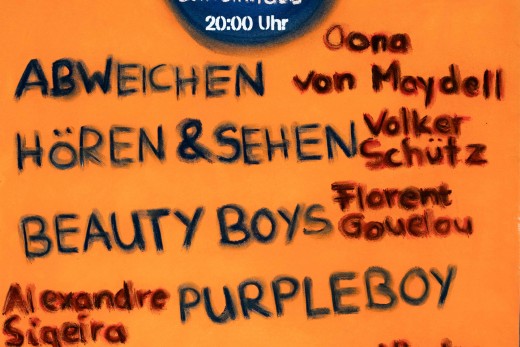 20:00 Uhr
ABWEICHEN
Oona
von Maydell
HÖREN & SEHEN
Volker
Schütz
BEAUTY BOYS
Florent
Gouelou
Alexandre
Sigeira
PURPLEBOY